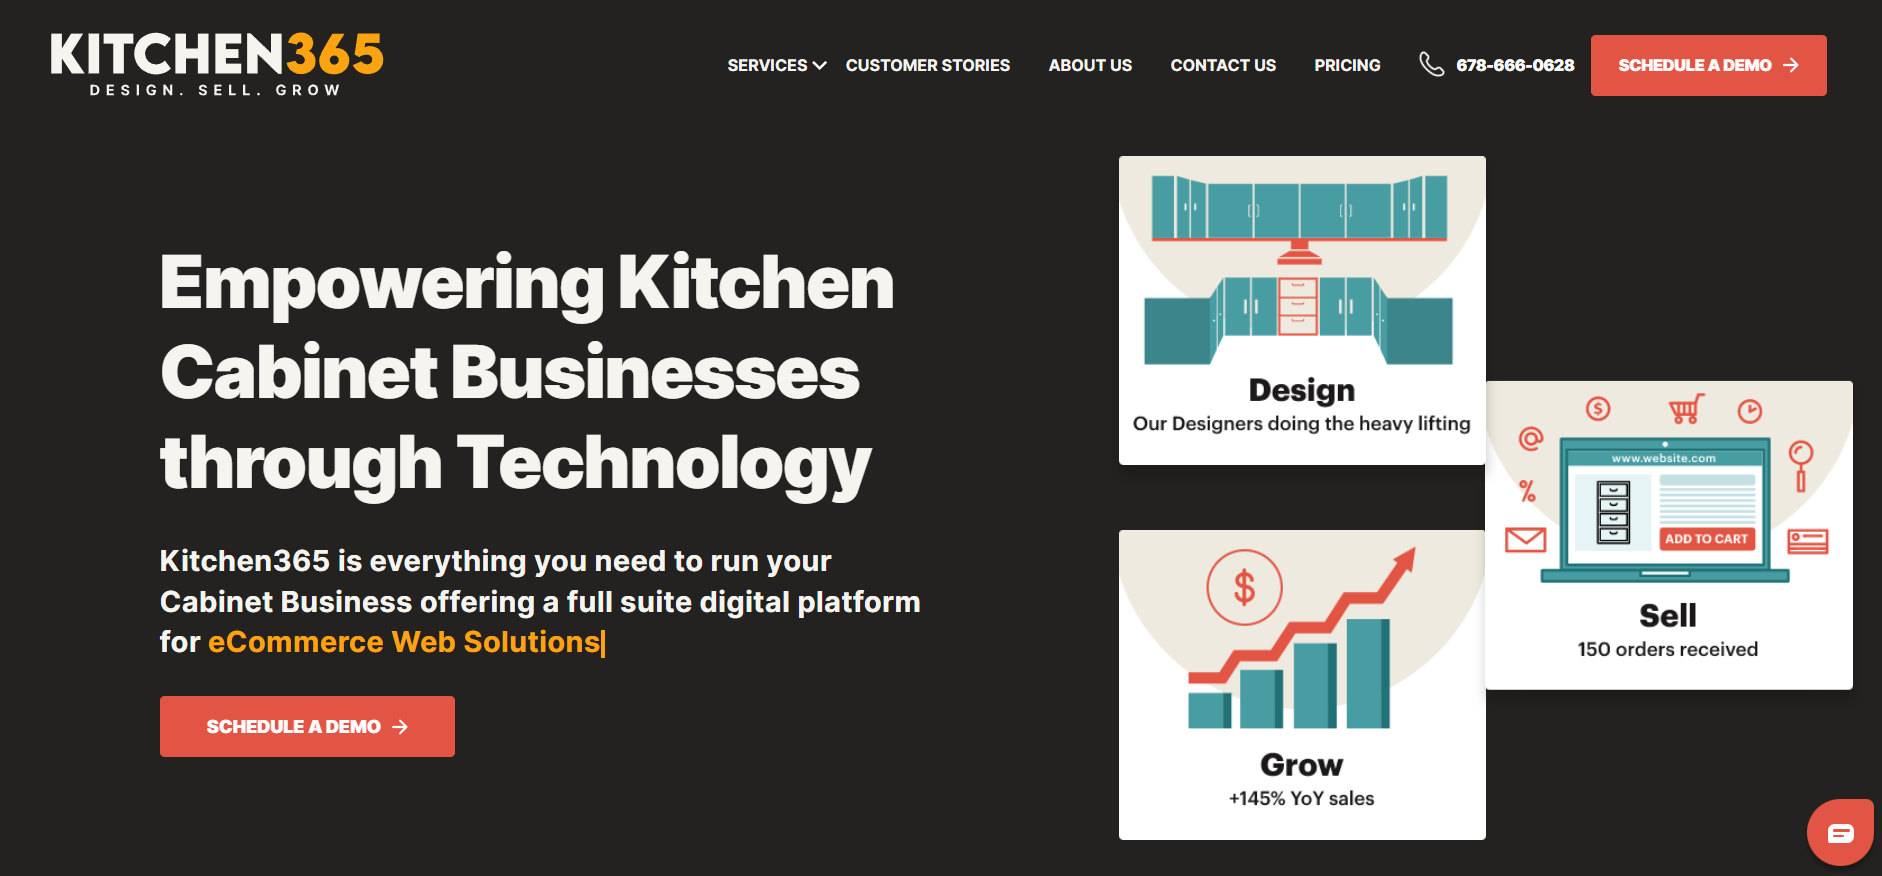 KITCHEN365
DESIGN. SELL. GROW
SERVICES
CUSTOMER STORIES
ABOUT US
CONTACT US
PRICING
678-666-0628
SCHEDULE A DEMO
Empowering Kitchen
Cabinet Businesses
through Technology
Kitchen365 is everything you need to run your
Cabinet Business offering a full suite digital platform
for eCommerce Web Solutions
SCHEDULE A DEMO
Design
Our Designers doing the heavy lifting
$
@
%
www.website.com
ADD TO CART
Sell
150 orders received
$
Grow
+145% YoY sales